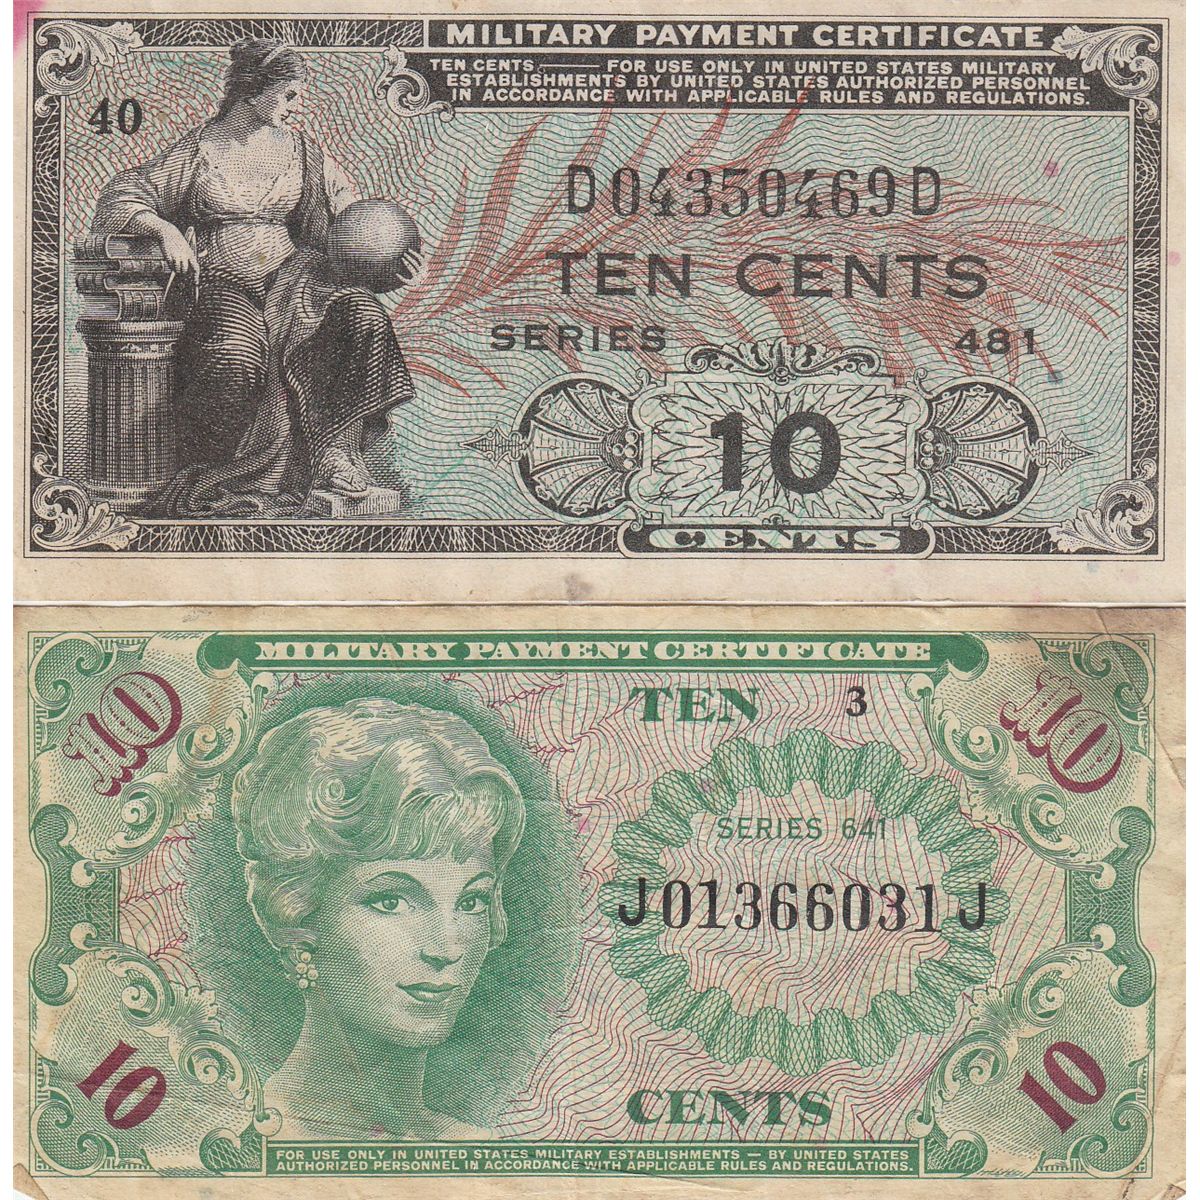 MILITARY PAYMENT CERTIFICATE
TEN CENTS — FOR USE ONLY IN UNITED STATES MILITARY
ESTABLISHMENTS BY UNITED STATES AUTHORIZED PERSONNEL
IN ACCORDANCE WITH APPLICABLE RULES AND REGULATIONS.
40
D04350469D
TEN CENTS
SERIES 481
10
CENTS
MILITARY PAYMENT CERTIFICATE
10 TEN 3 10
SERIES 641
J01366031J
10 CENTS 10
FOR USE ONLY IN UNITED STATES MILITARY ESTABLISHMENTS — BY UNITED STATES
AUTHORIZED PERSONNEL IN ACCORDANCE WITH APPLICABLE RULES AND REGULATIONS.